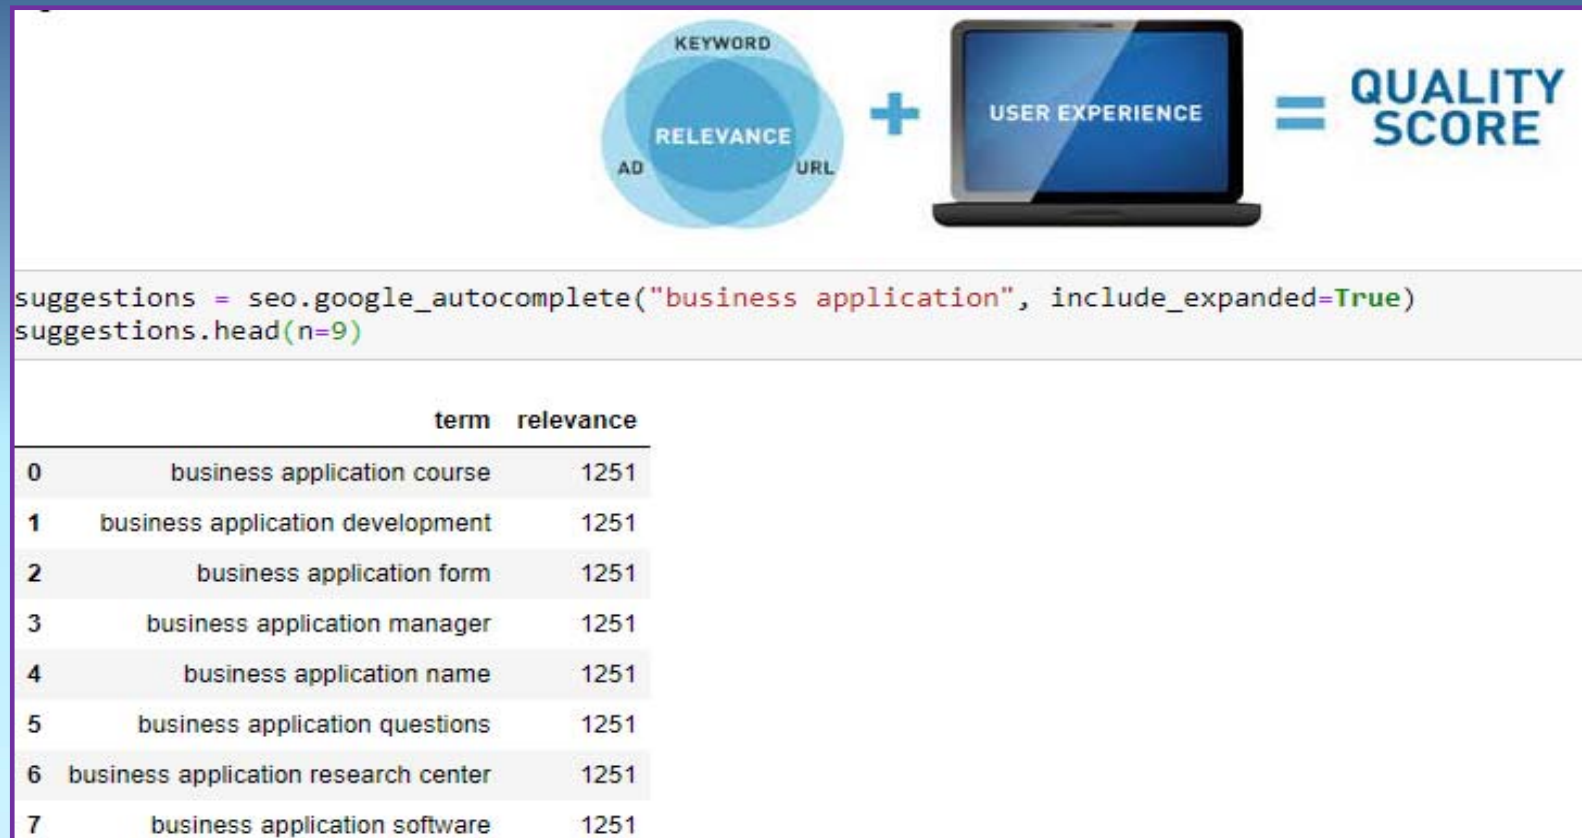 KEYWORD
RELEVANCE
AD
URL
+
USER EXPERIENCE
=
QUALITY
SCORE
suggestions = seo.google_autocomplete("business application", include_expanded=True)
suggestions.head(n=9)
term relevance
0 business application course 1251
1 business application development 1251
2 business application form 1251
3 business application manager 1251
4 business application name 1251
5 business application questions 1251
6 business application research center 1251
7 business application software 1251